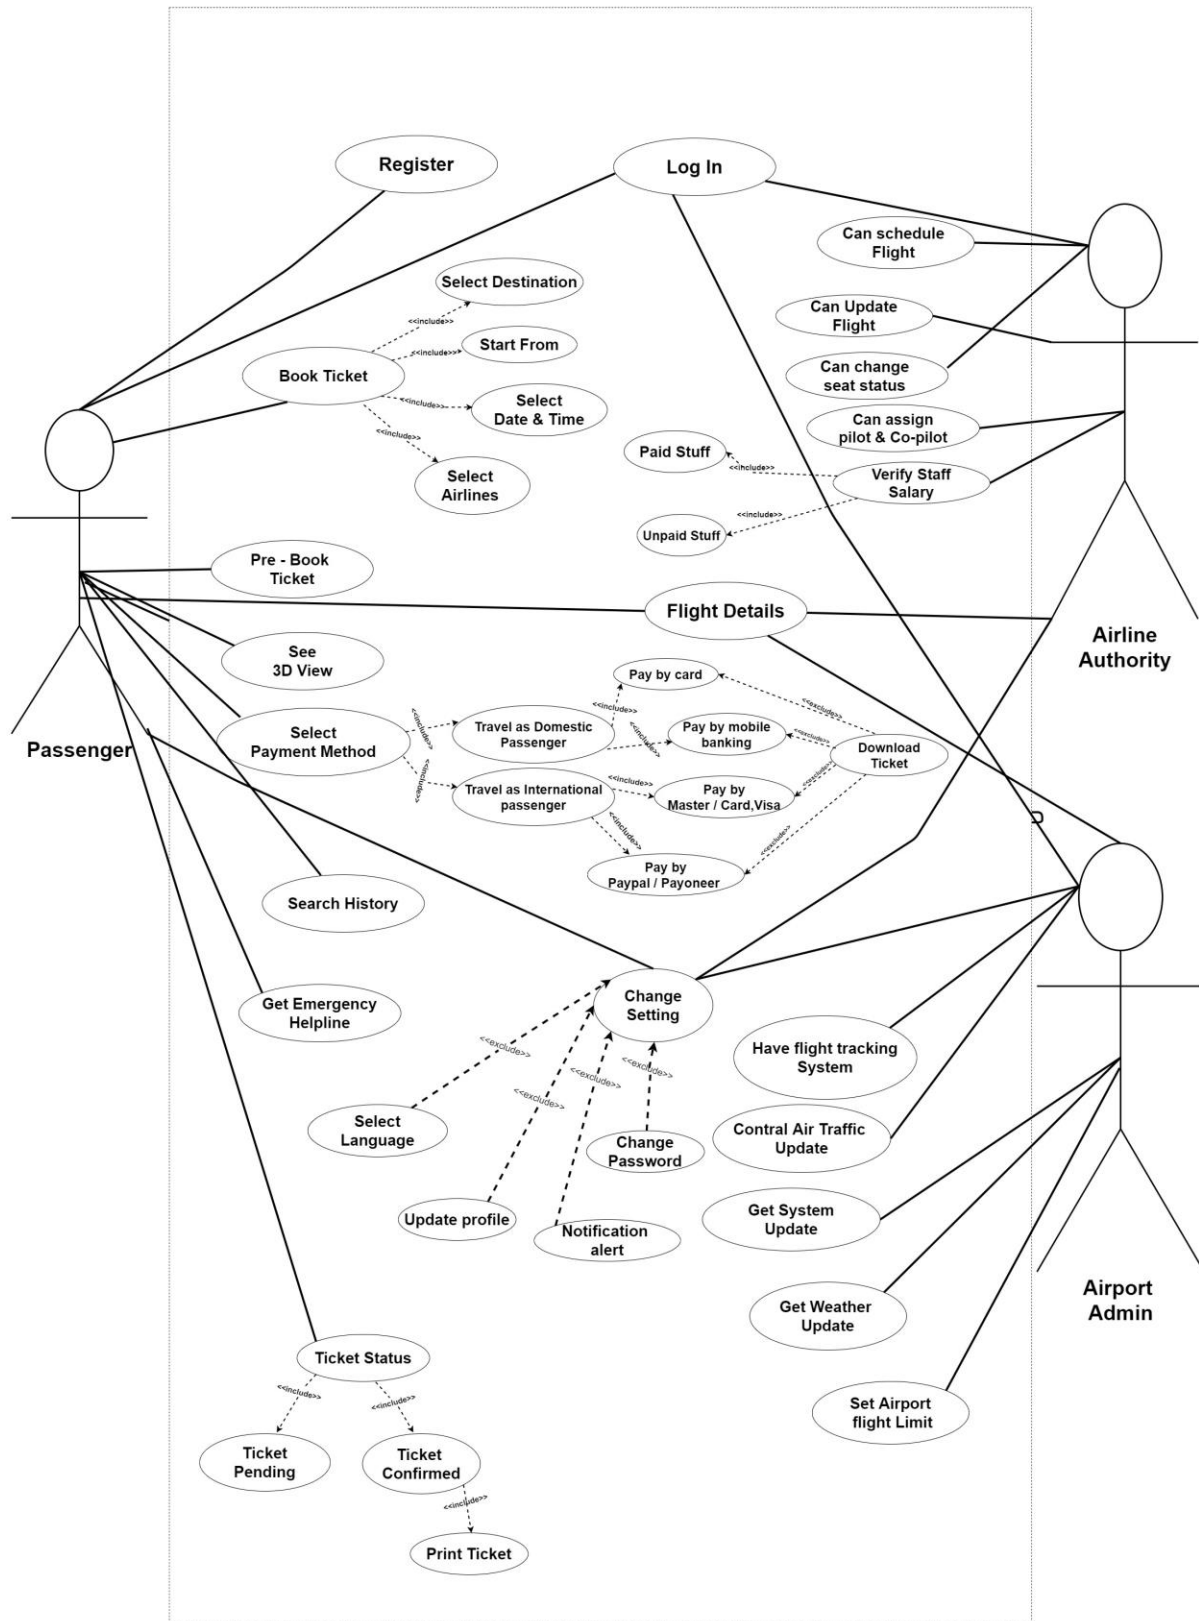 Register
Log In
Can schedule
Flight
Select Destination
<<include>>
Can Update
Flight
Start From
<<include>>
Book Ticket
Can change
seat status
Select
Date & Time
<<include>>
Can assign
pilot & Co-pilot
<<include>>
Select
Airlines
Paid Stuff
<<include>>
Verify Staff
Salary
<<include>>
Unpaid Stuff
Pre - Book
Ticket
Flight Details
Airline
Authority
See
3D View
Pay by card
<<exclude>>
<<include>>
Passenger
Select
Payment Method
<<include>>
Travel as Domestic
Passenger
<<include>>
Pay by mobile
banking
<<exclude>>
Download
Ticket
<<include>>
Travel as International
passenger
<<include>>
Pay by
Master / Card,Visa
<<exclude>>
<<include>>
<<exclude>>
Pay by
Paypal / Payoneer
Search History
Get Emergency
Helpline
Change
Setting
<<exclude>>
<<exclude>>
<<exclude>>
<<exclude>>
Have flight tracking
System
Select
Language
Change
Password
Contral Air Traffic
Update
Update profile
Notification
alert
Get System
Update
Get Weather
Update
Airport
Admin
Ticket Status
<<include>>
<<include>>
Set Airport
flight Limit
Ticket
Pending
Ticket
Confirmed
<<include>>
Print Ticket